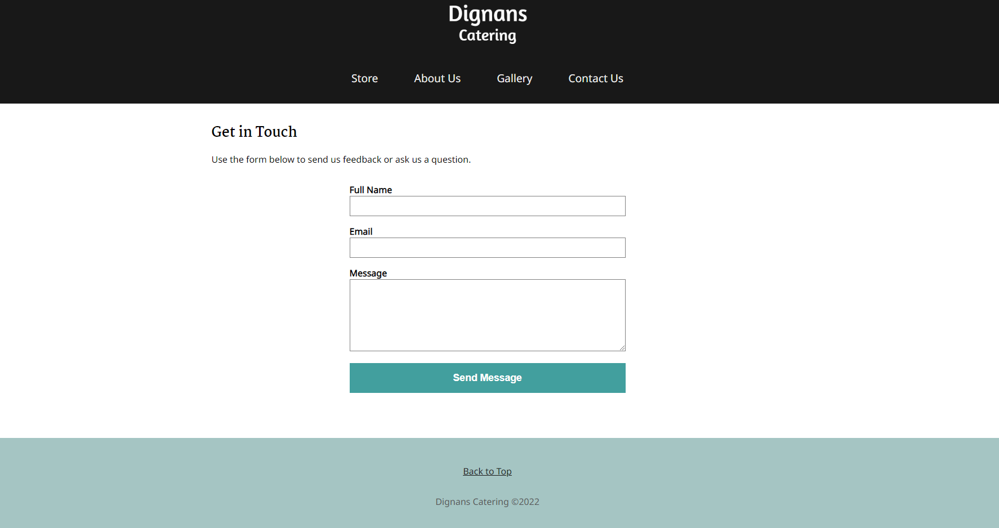 Dignans
Catering
Store About Us Gallery Contact Us
Get in Touch
Use the form below to send us feedback or ask us a question.
Full Name
Email
Message
Send Message
Back to Top
Dignans Catering ©2022